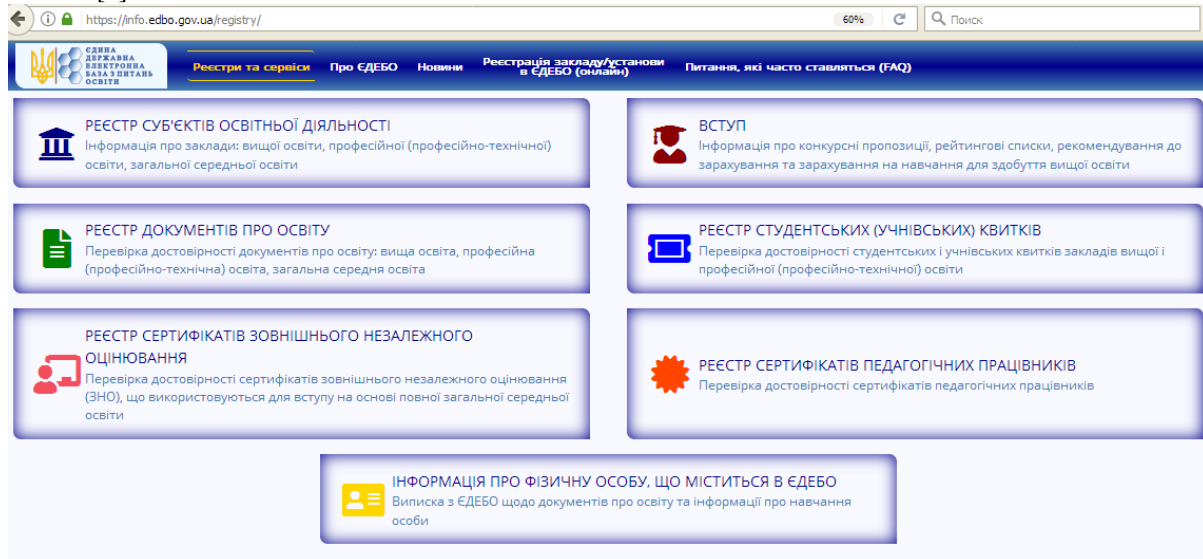 https://info.edbo.gov.ua/registry/
60%
Поиск
ЄДИНА
ДЕРЖАВНА
ЕЛЕКТРОННА
БАЗА З ПИТАНЬ
ОСВІТИ
Реєстри та сервіси
Про ЄДЕБО
Новини
Реєстрація закладу/установи
в ЄДЕБО (онлайн)
Питання, які часто ставляться (FAQ)
РЕЄСТР СУБ'ЄКТІВ ОСВІТНЬОЇ ДІЯЛЬНОСТІ
Інформація про заклади: вищої освіти, професійної (професійно-технічної)
освіти, загальної середньої освіти
ВСТУП
Інформація про конкурсні пропозиції, рейтингові списки, рекомендування до
зарахування та зарахування на навчання для здобуття вищої освіти
РЕЄСТР ДОКУМЕНТІВ ПРО ОСВІТУ
Перевірка достовірності документів про освіту: вища освіта, професійна
(професійно-технічна) освіта, загальна середня освіта
РЕЄСТР СТУДЕНТСЬКИХ (УЧНІВСЬКИХ) КВИТКІВ
Перевірка достовірності студентських і учнівських квитків закладів вищої і
професійної (професійно-технічної) освіти
РЕЄСТР СЕРТИФІКАТІВ ЗОВНІШНЬОГО НЕЗАЛЕЖНОГО
ОЦІНЮВАННЯ
Перевірка достовірності сертифікатів зовнішнього незалежного оцінювання
(ЗНО), що використовуються для вступу на основі повної загальної середньої
освіти
РЕЄСТР СЕРТИФІКАТІВ ПЕДАГОГІЧНИХ ПРАЦІВНИКІВ
Перевірка достовірності сертифікатів педагогічних працівників
ІНФОРМАЦІЯ ПРО ФІЗИЧНУ ОСОБУ, ЩО МІСТИТЬСЯ В ЄДЕБО
Виписка з ЄДЕБО щодо документів про освіту та інформації про навчання
особи